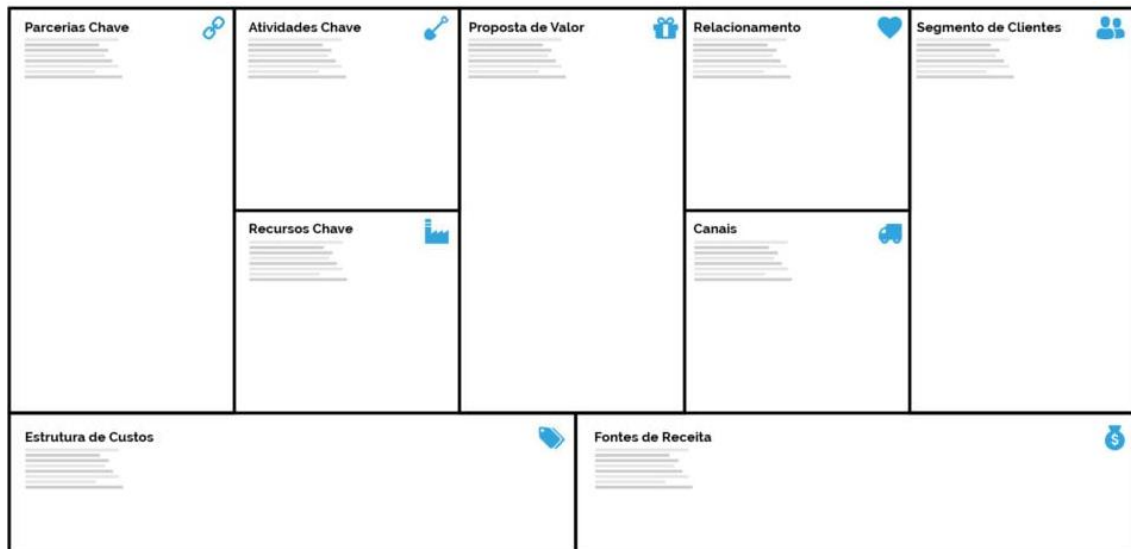 Parcerias Chave
Atividades Chave
Proposta de Valor
Relacionamento
Segmento de Clientes
Recursos Chave
Canais
Estrutura de Custos
Fontes de Receita
$